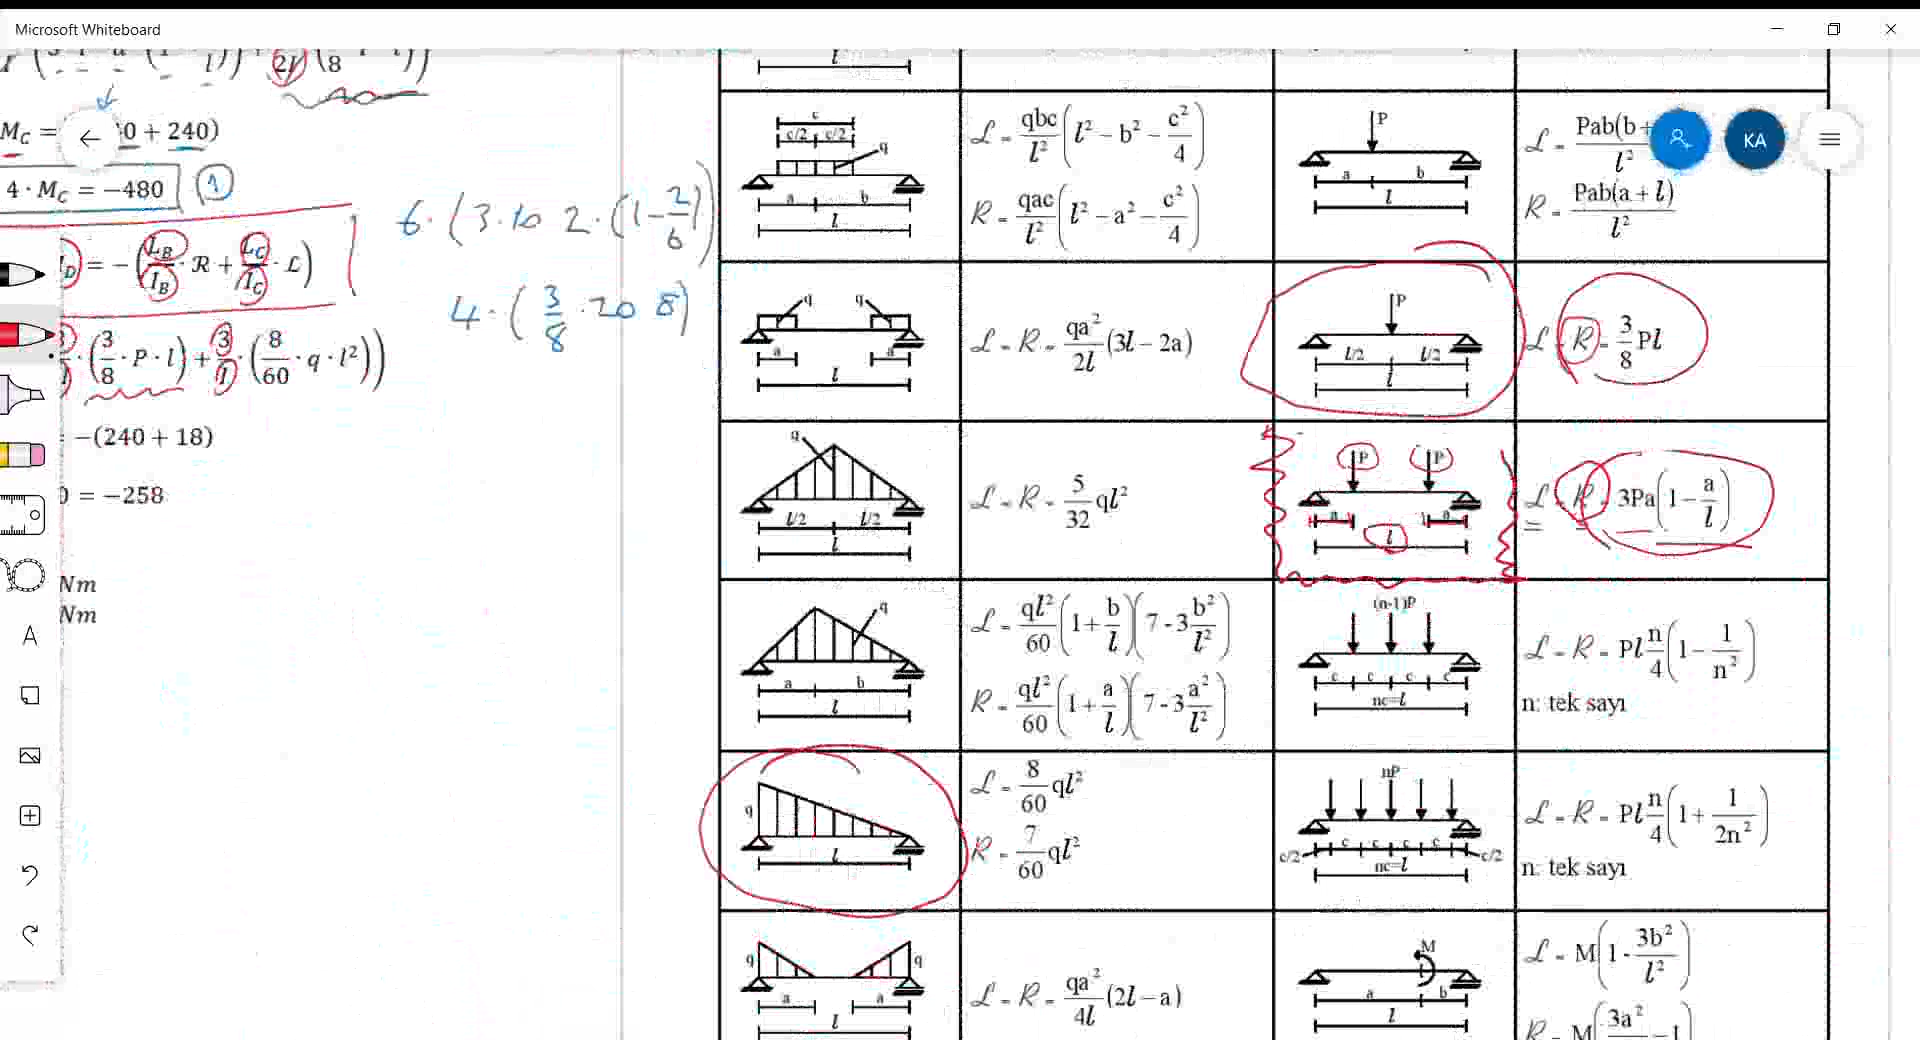 Microsoft Whiteboard
2I ( 8
M_C = 0 + 240)
4 · M_C = −480 ①
_D = −(L_B/I_B · ℛ + L_C/I_C · ℒ)
· (3/8 · P · l) + 3/I · (8/60 · q · l²))
−(240 + 18)
= −258
Nm
Nm
6 · (3 · 10 2 · (1 − 2/6))
4 · (3/8 · 20 8)
A
KA
l
c
c/2 c/2
q
a b
l
ℒ = qbc/l² (l² − b² − c²/4)
ℛ = qac/l² (l² − a² − c²/4)
P
a b
l
ℒ = Pab(b+ /l²
ℛ = Pab(a + l)/l²
q q
a a
l
ℒ = ℛ = qa²/2l (3l − 2a)
P
l/2 l/2
l
ℒ = ℛ = 3/8 Pl
q
l/2 l/2
l
ℒ = ℛ = 5/32 ql²
P P
a a
l
ℒ = ℛ = 3Pa(1 − a/l)
q
a b
l
ℒ = ql²/60 (1 + b/l)(7 - 3 b²/l²)
ℛ = ql²/60 (1 + a/l)(7 - 3 a²/l²)
(n-1)P
c c c c
nc=l
ℒ = ℛ = Pl n/4 (1 − 1/n²)
n: tek sayı
q
l
ℒ = 8/60 ql²
ℛ = 7/60 ql²
nP
c/2 c c c c c/2
nc=l
ℒ = ℛ = Pl n/4 (1 + 1/2n²)
n: tek sayı
q q
a a
l
ℒ = ℛ = qa²/4l (2l − a)
M
a b
l
ℒ = M(1 - 3b²/l²)
ℛ = M(3a² − 1)